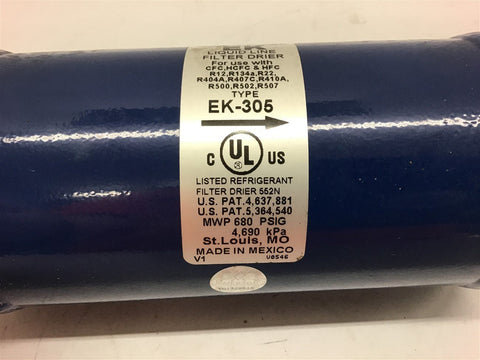 EK
LIQUID LINE
FILTER DRIER
For use with
CFC,HCFC & HFC
R12,R134a,R22,
R404A,R407C,R410A,
R500,R502,R507
TYPE
EK-305
C UL US
LISTED REFRIGERANT
FILTER DRIER 552N
U.S. PAT.4,637,881
U.S. PAT.5,364,540
MWP 680 PSIG
4,690 kPa
St.Louis, MO
MADE IN MEXICO
V1